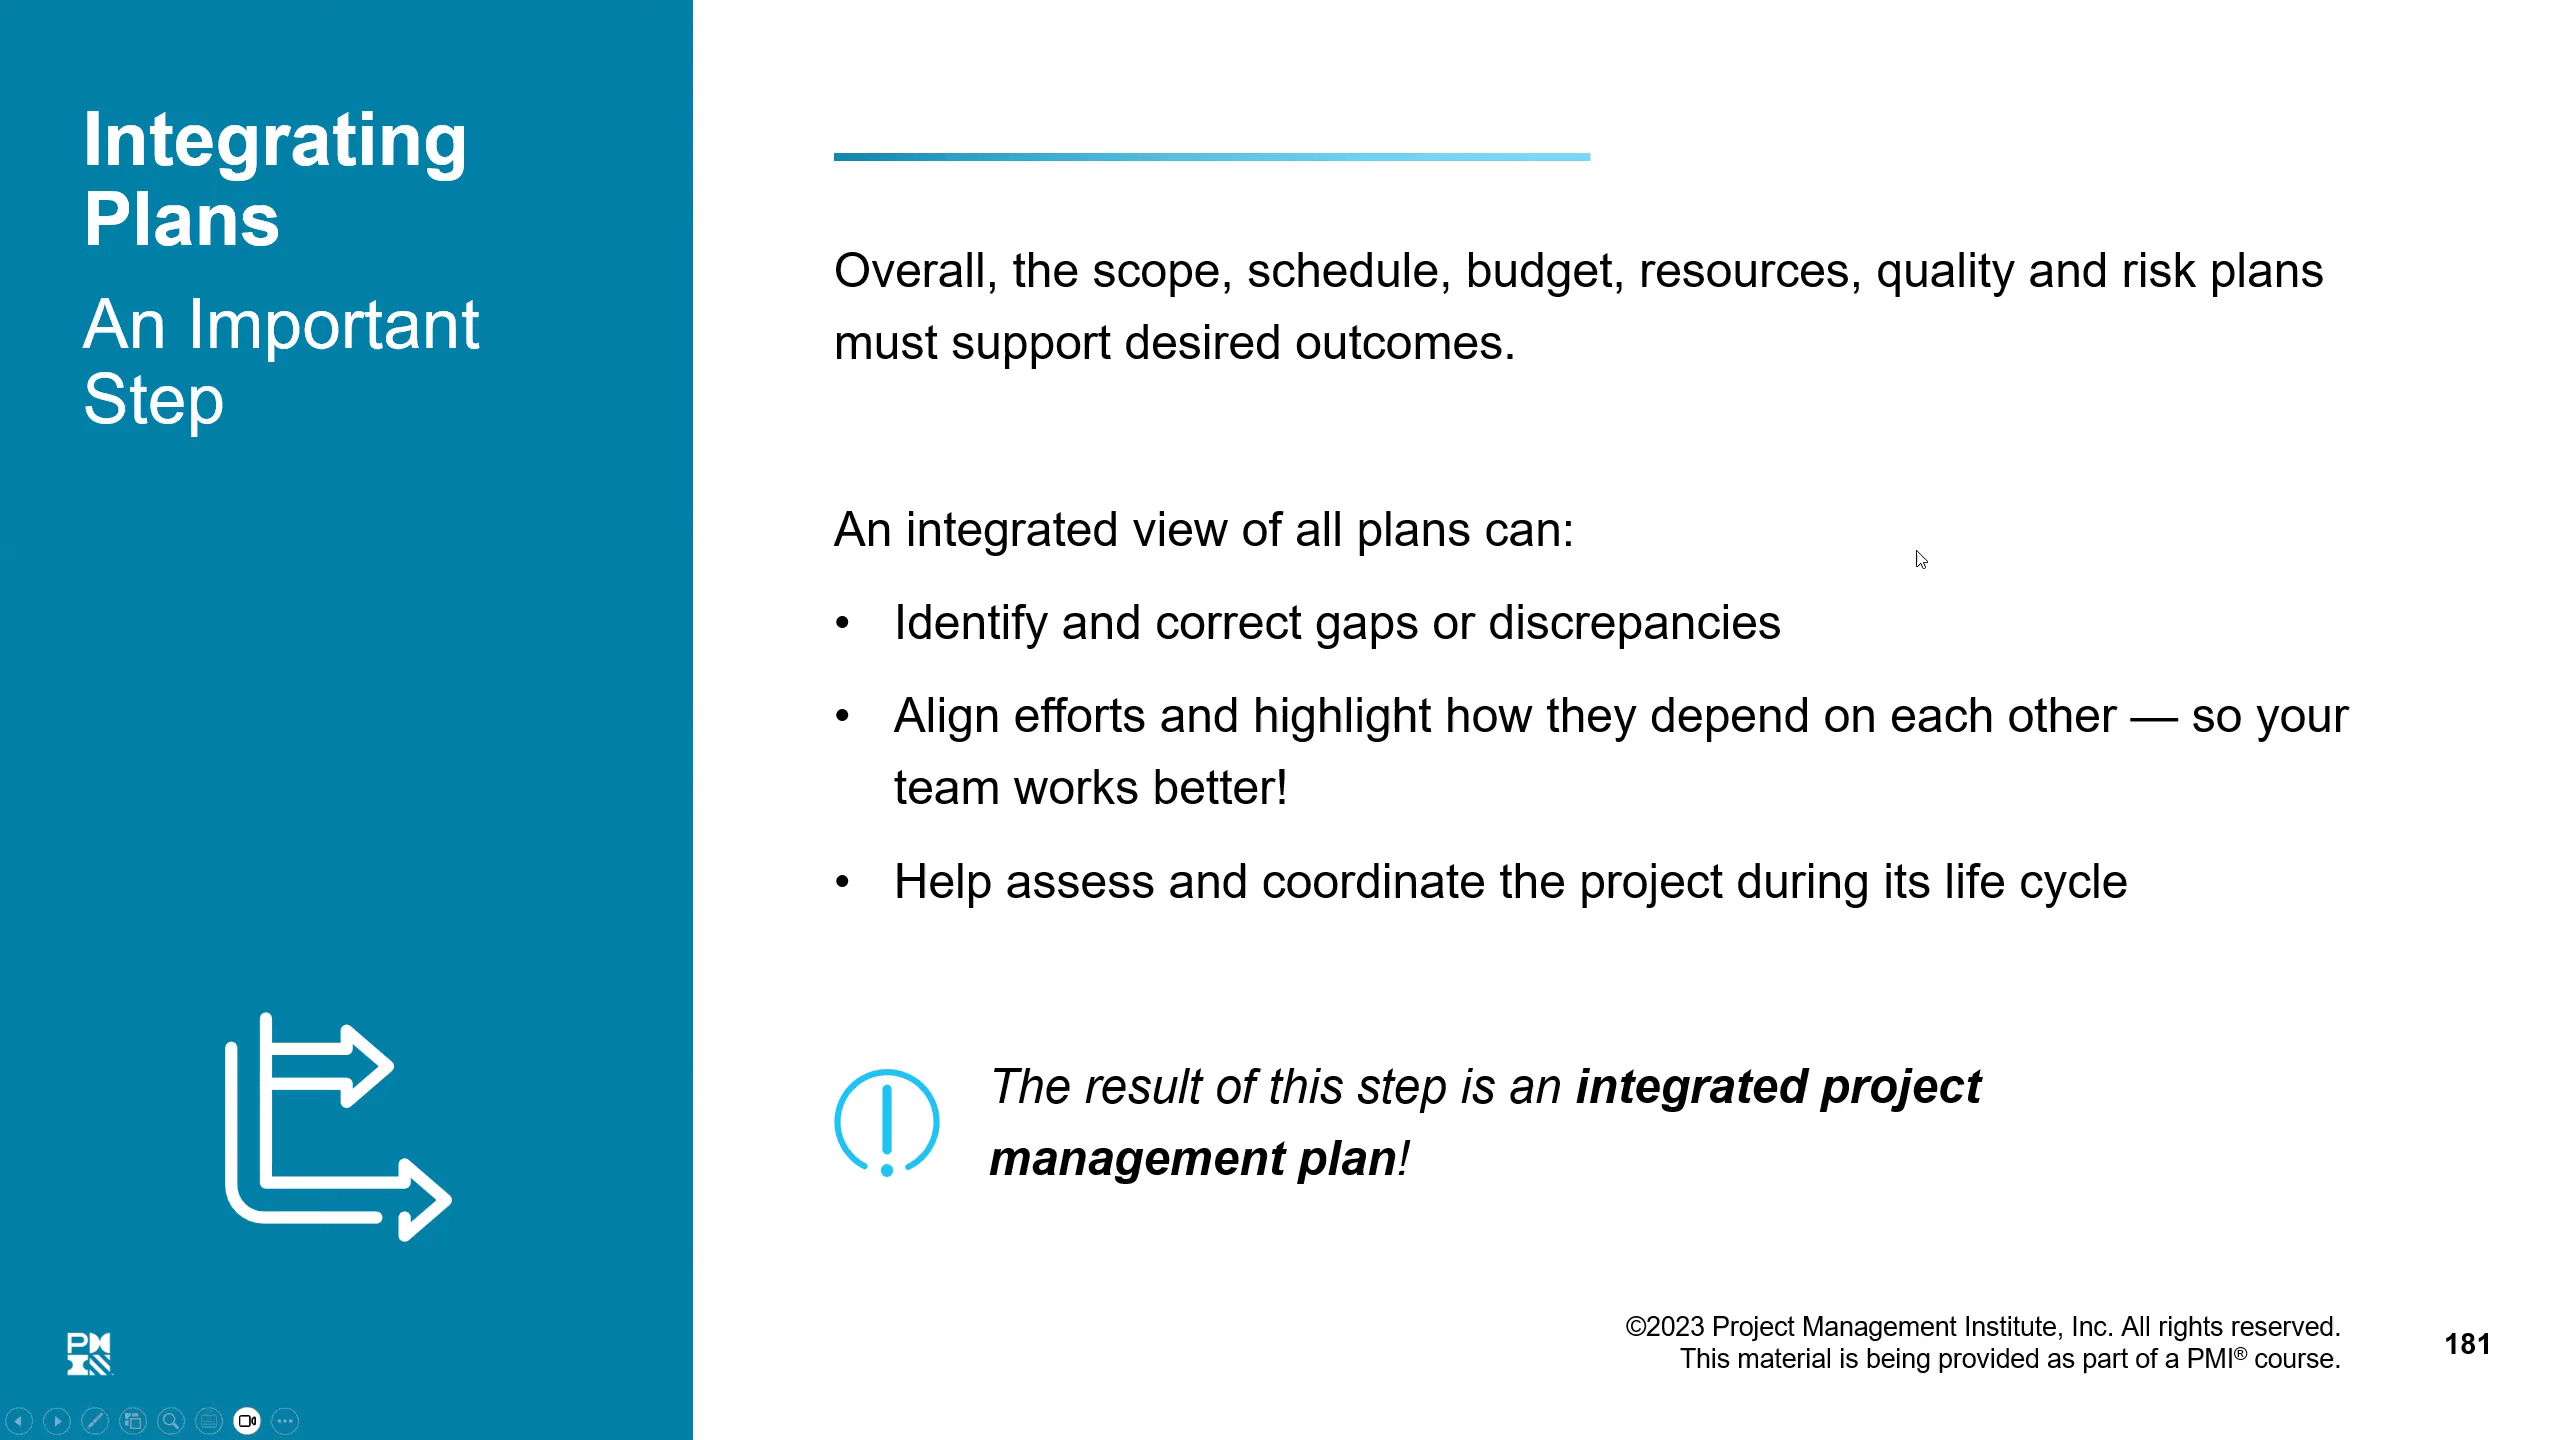 Integrating
Plans
An Important
Step
Overall, the scope, schedule, budget, resources, quality and risk plans
must support desired outcomes.
An integrated view of all plans can:
• Identify and correct gaps or discrepancies
• Align efforts and highlight how they depend on each other — so your
team works better!
• Help assess and coordinate the project during its life cycle
The result of this step is an integrated project
management plan!
©2023 Project Management Institute, Inc. All rights reserved.
This material is being provided as part of a PMI® course.
181